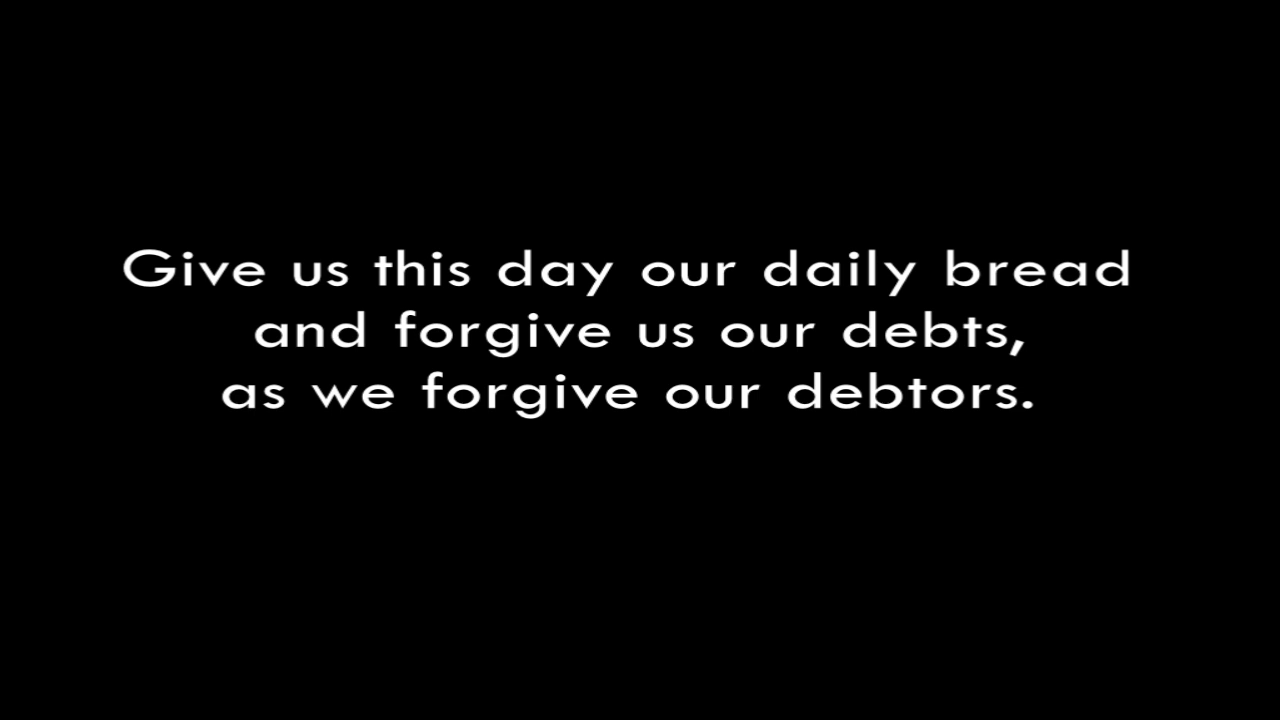 Give us this day our daily bread
and forgive us our debts,
as we forgive our debtors.